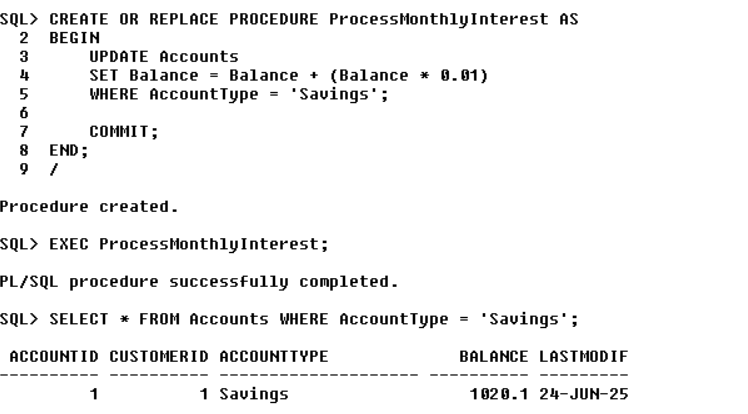 SQL> CREATE OR REPLACE PROCEDURE ProcessMonthlyInterest AS
  2  BEGIN
  3      UPDATE Accounts
  4      SET Balance = Balance + (Balance * 0.01)
  5      WHERE AccountType = 'Savings';
  6
  7      COMMIT;
  8  END;
  9  /
Procedure created.
SQL> EXEC ProcessMonthlyInterest;
PL/SQL procedure successfully completed.
SQL> SELECT * FROM Accounts WHERE AccountType = 'Savings';
 ACCOUNTID CUSTOMERID ACCOUNTTYPE             BALANCE LASTMODIF
---------- ---------- -------------------- ---------- ---------
         1          1 Savings                  1020.1 24-JUN-25